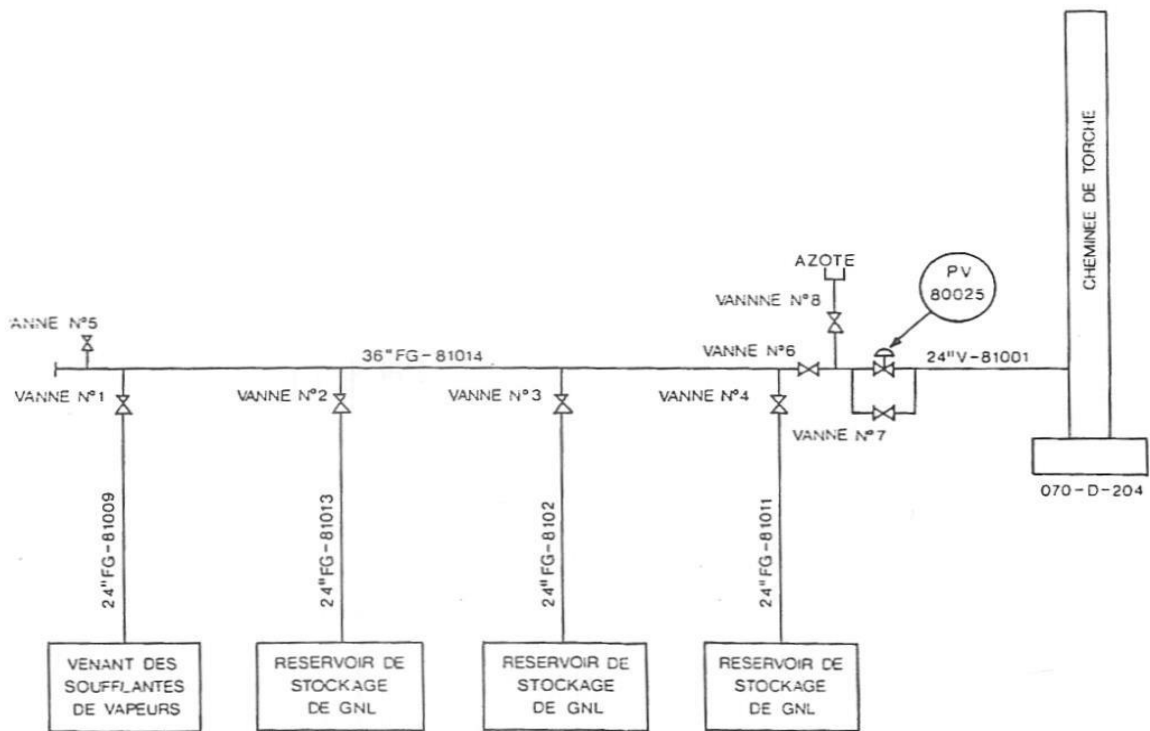 CHEMINEE DE TORCHE
AZOTE
PV
80025
VANNNE N°8
ANNE N°5
36"FG-81014
VANNE N°6
24"V-81001
VANNE N°1
VANNE N°2
VANNE N°3
VANNE N°4
VANNE N°7
070-D-204
24"FG-81009
24"FG-81013
24"FG-8102
24"FG-81011
VENANT DES
SOUFFLANTES
DE VAPEURS
RESERVOIR DE
STOCKAGE
DE GNL
RESERVOIR DE
STOCKAGE
DE GNL
RESERVOIR DE
STOCKAGE
DE GNL